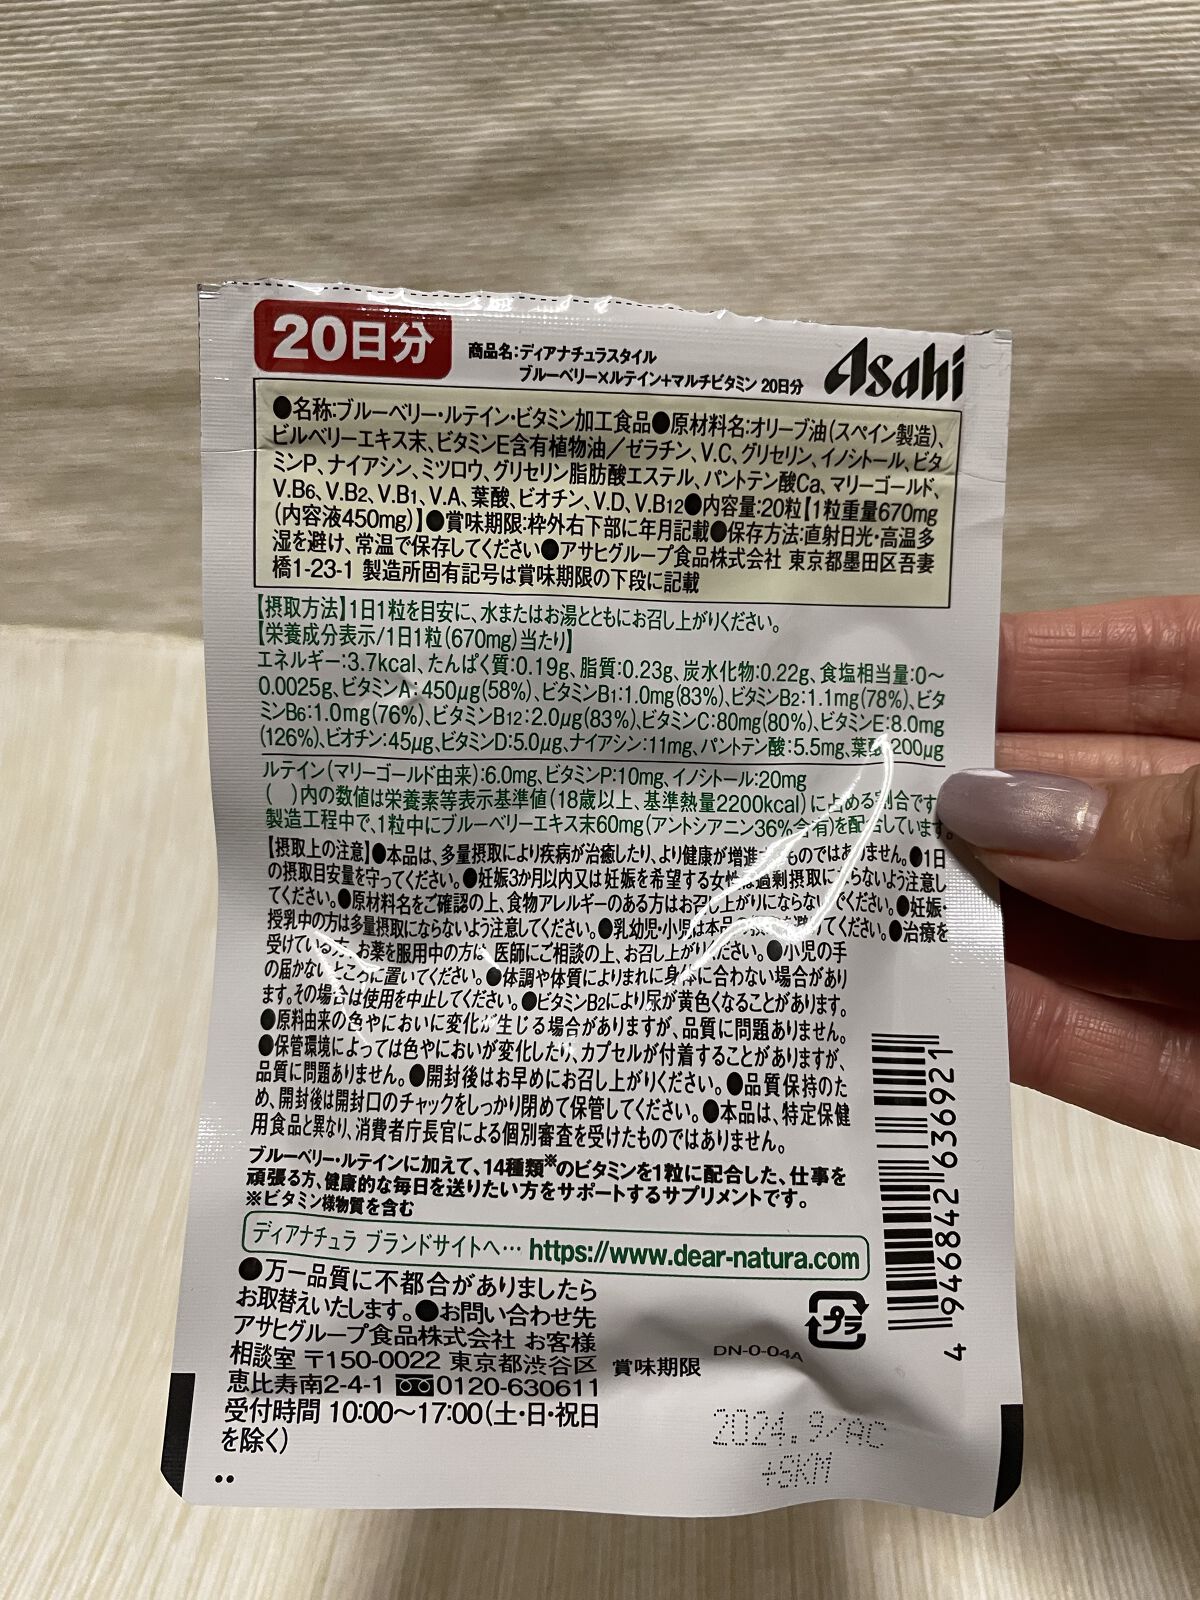 20日分
商品名:ディアナチュラスタイル
ブルーベリー×ルテイン+マルチビタミン 20日分
Asahi
●名称:ブルーベリー・ルテイン・ビタミン加工食品●原材料名:オリーブ油(スペイン製造)、
ビルベリーエキス末、ビタミンE含有植物油/ゼラチン、V.C、グリセリン、イノシトール、ビタ
ミンP、ナイアシン、ミツロウ、グリセリン脂肪酸エステル、パントテン酸Ca、マリーゴールド、
V.B6、V.B2、V.B1、V.A、葉酸、ビオチン、V.D、V.B12●内容量:20粒【1粒重量670mg
(内容液450mg)】●賞味期限:枠外右下部に年月記載●保存方法:直射日光・高温多
湿を避け、常温で保存してください●アサヒグループ食品株式会社 東京都墨田区吾妻
橋1-23-1 製造所固有記号は賞味期限の下段に記載
【摂取方法】1日1粒を目安に、水またはお湯とともにお召し上がりください。
【栄養成分表示/1日1粒(670mg)当たり】
エネルギー:3.7kcal、たんぱく質:0.19g、脂質:0.23g、炭水化物:0.22g、食塩相当量:0～
0.0025g、ビタミンA:450μg(58%)、ビタミンB1:1.0mg(83%)、ビタミンB2:1.1mg(78%)、ビタ
ミンB6:1.0mg(76%)、ビタミンB12:2.0μg(83%)、ビタミンC:80mg(80%)、ビタミンE:8.0mg
(126%)、ビオチン:45μg、ビタミンD:5.0μg、ナイアシン:11mg、パントテン酸:5.5mg、葉酸:200μg
ルテイン(マリーゴールド由来):6.0mg、ビタミンP:10mg、イノシトール:20mg
( )内の数値は栄養素等表示基準値(18歳以上、基準熱量2200kcal)に占める割合です。
製造工程中で、1粒中にブルーベリーエキス末60mg(アントシアニン36%含有)を配合しています。
【摂取上の注意】●本品は、多量摂取により疾病が治癒したり、より健康が増進するものではありません。●1日
の摂取目安量を守ってください。●妊娠3か月以内又は妊娠を希望する女性は過剰摂取にならないよう注意し
てください。●原材料名をご確認の上、食物アレルギーのある方はお召し上がりにならないでください。●妊娠・
授乳中の方は多量摂取にならないよう注意してください。●乳幼児・小児は本品の摂取を避けてください。●治療を
受けている方、お薬を服用中の方は、医師にご相談の上、お召し上がりください。●小児の手
の届かないところに置いてください。●体調や体質によりまれに身体に合わない場合があり
ます。その場合は使用を中止してください。●ビタミンB2により尿が黄色くなることがあります。
●原料由来の色やにおいに変化が生じる場合がありますが、品質に問題ありません。
●保管環境によっては色やにおいが変化したり、カプセルが付着することがありますが、
品質に問題ありません。●開封後はお早めにお召し上がりください。●品質保持のた
め、開封後は開封口のチャックをしっかり閉めて保管してください。●本品は、特定保健
用食品と異なり、消費者庁長官による個別審査を受けたものではありません。
ブルーベリー・ルテインに加えて、14種類※のビタミンを1粒に配合した、仕事を
頑張る方、健康的な毎日を送りたい方をサポートするサプリメントです。
※ビタミン様物質を含む
ディアナチュラ ブランドサイトへ… https://www.dear-natura.com
●万一品質に不都合がありましたら
お取替えいたします。●お問い合わせ先
アサヒグループ食品株式会社 お客様
相談室 〒150-0022 東京都渋谷区
恵比寿南2-4-1 0120-630611
受付時間 10:00～17:00(土・日・祝日
を除く)
プラ
DN-0-04A
賞味期限
2024.9/AC
+SKM
4 946842 636921